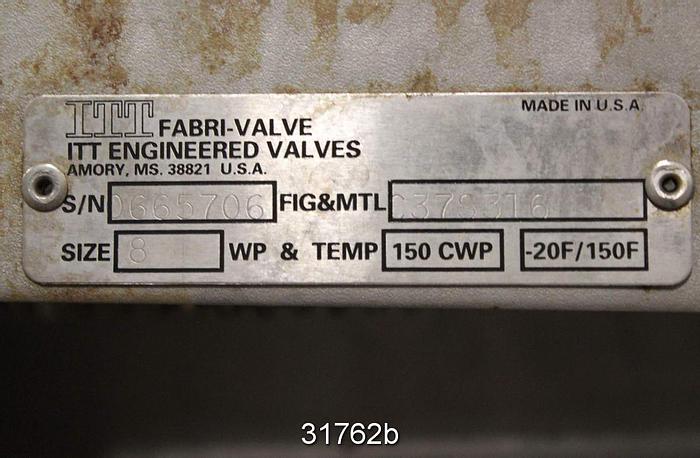 MADE IN U.S.A.
ITT FABRI-VALVE
ITT ENGINEERED VALVES
AMORY, MS. 38821 U.S.A.
S/N 0665706 FIG&MTL C37S316
SIZE 8 WP & TEMP 150 CWP -20F/150F
31762b